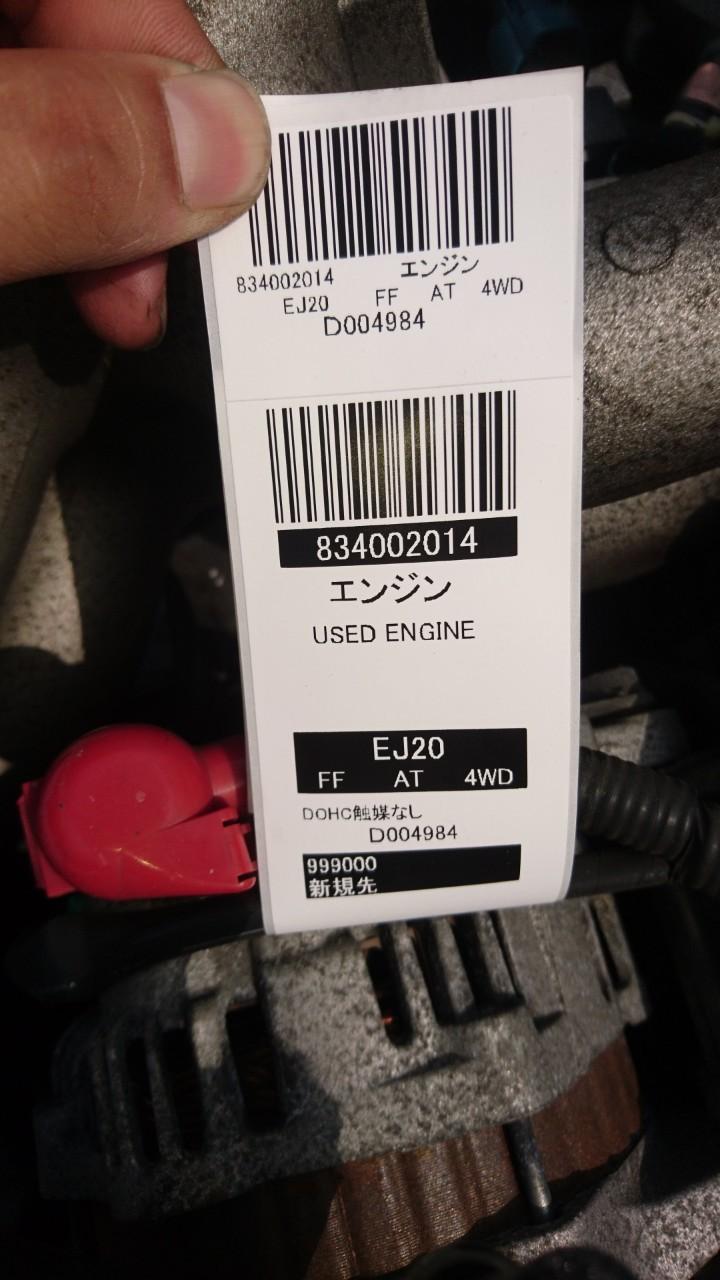 834002014 エンジン
EJ20 FF AT 4WD
D004984
834002014
エンジン
USED ENGINE
EJ20
FF AT 4WD
DOHC触媒なし
D004984
999000
新規先